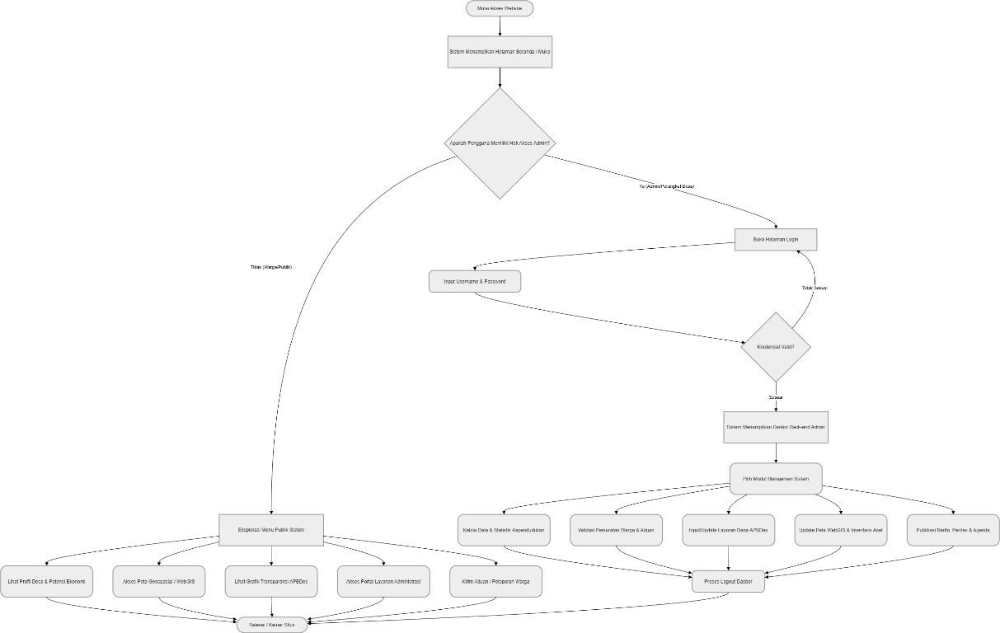 Mulai Akses Website
Sistem Menampilkan Halaman Beranda / Muka
Apakah Pengguna Memiliki Hak Akses Admin?
Ya (Admin/Perangkat Desa)
Buka Halaman Login
Tidak (Warga/Publik)
Input Username & Password
Tidak Sesuai
Kredensial Valid?
Sesuai
Sistem Menampilkan Dasbor Back-end Admin
Pilih Modul Manajemen Sistem
Eksplorasi Menu Publik Sistem
Kelola Data & Statistik Kependudukan
Validasi Persuratan Warga & Aduan
Input/Update Laporan Dana APBDes
Update Peta WebGIS & Inventaris Aset
Publikasi Berita, Perdes & Agenda
Lihat Profil Desa & Potensi Ekonomi
Akses Peta Geospasial / WebGIS
Lihat Grafik Transparansi APBDes
Akses Portal Layanan Administrasi
Kirim Aduan / Pelaporan Warga
Proses Logout Dasbor
Selesai / Keluar Situs